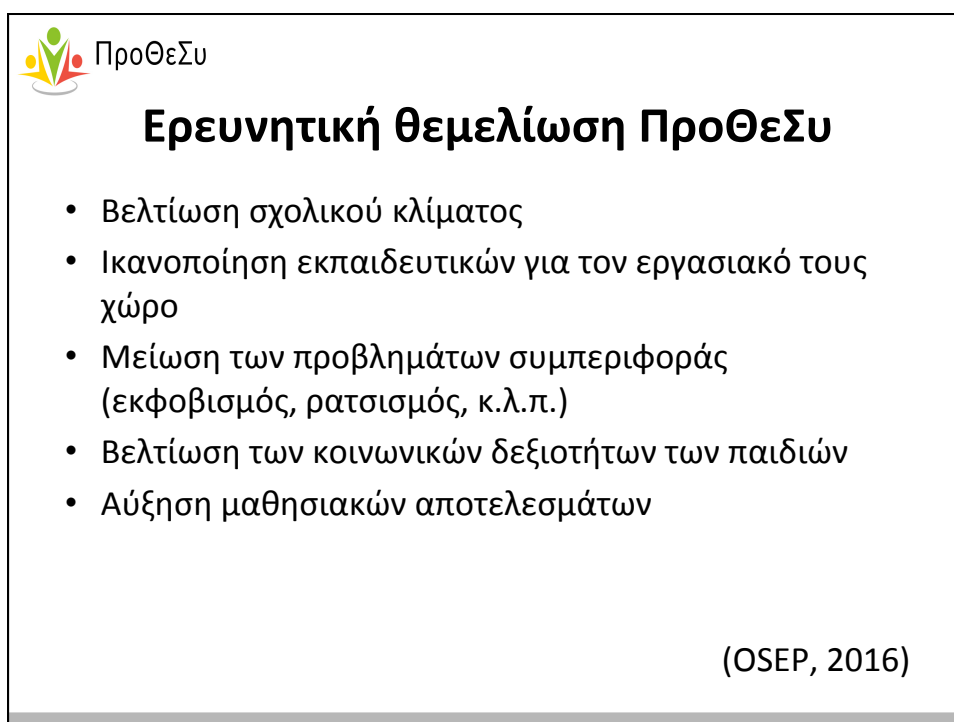 ΠροΘεΣυ
Ερευνητική θεμελίωση ΠροΘεΣυ
• Βελτίωση σχολικού κλίματος
• Ικανοποίηση εκπαιδευτικών για τον εργασιακό τους
χώρο
• Μείωση των προβλημάτων συμπεριφοράς
(εκφοβισμός, ρατσισμός, κ.λ.π.)
• Βελτίωση των κοινωνικών δεξιοτήτων των παιδιών
• Αύξηση μαθησιακών αποτελεσμάτων
(OSEP, 2016)